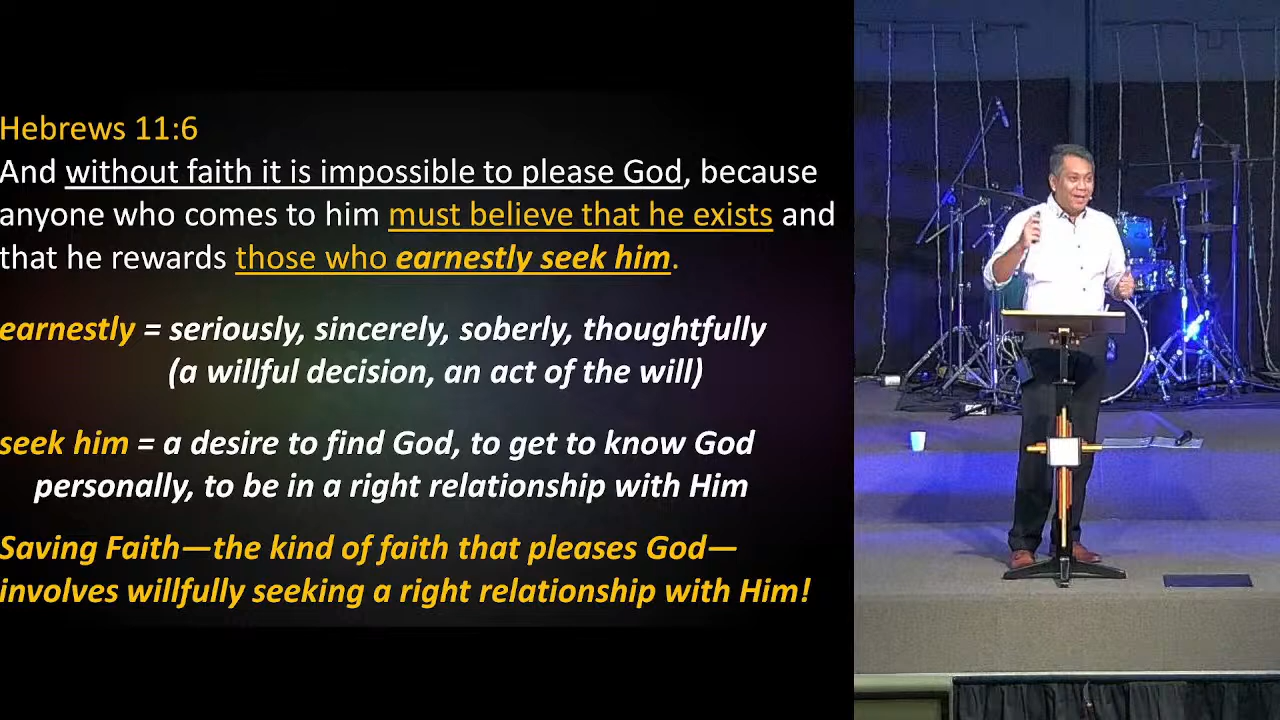 Hebrews 11:6
And without faith it is impossible to please God, because
anyone who comes to him must believe that he exists and
that he rewards those who earnestly seek him.
earnestly = seriously, sincerely, soberly, thoughtfully
(a willful decision, an act of the will)
seek him = a desire to find God, to get to know God
personally, to be in a right relationship with Him
Saving Faith—the kind of faith that pleases God—
involves willfully seeking a right relationship with Him!